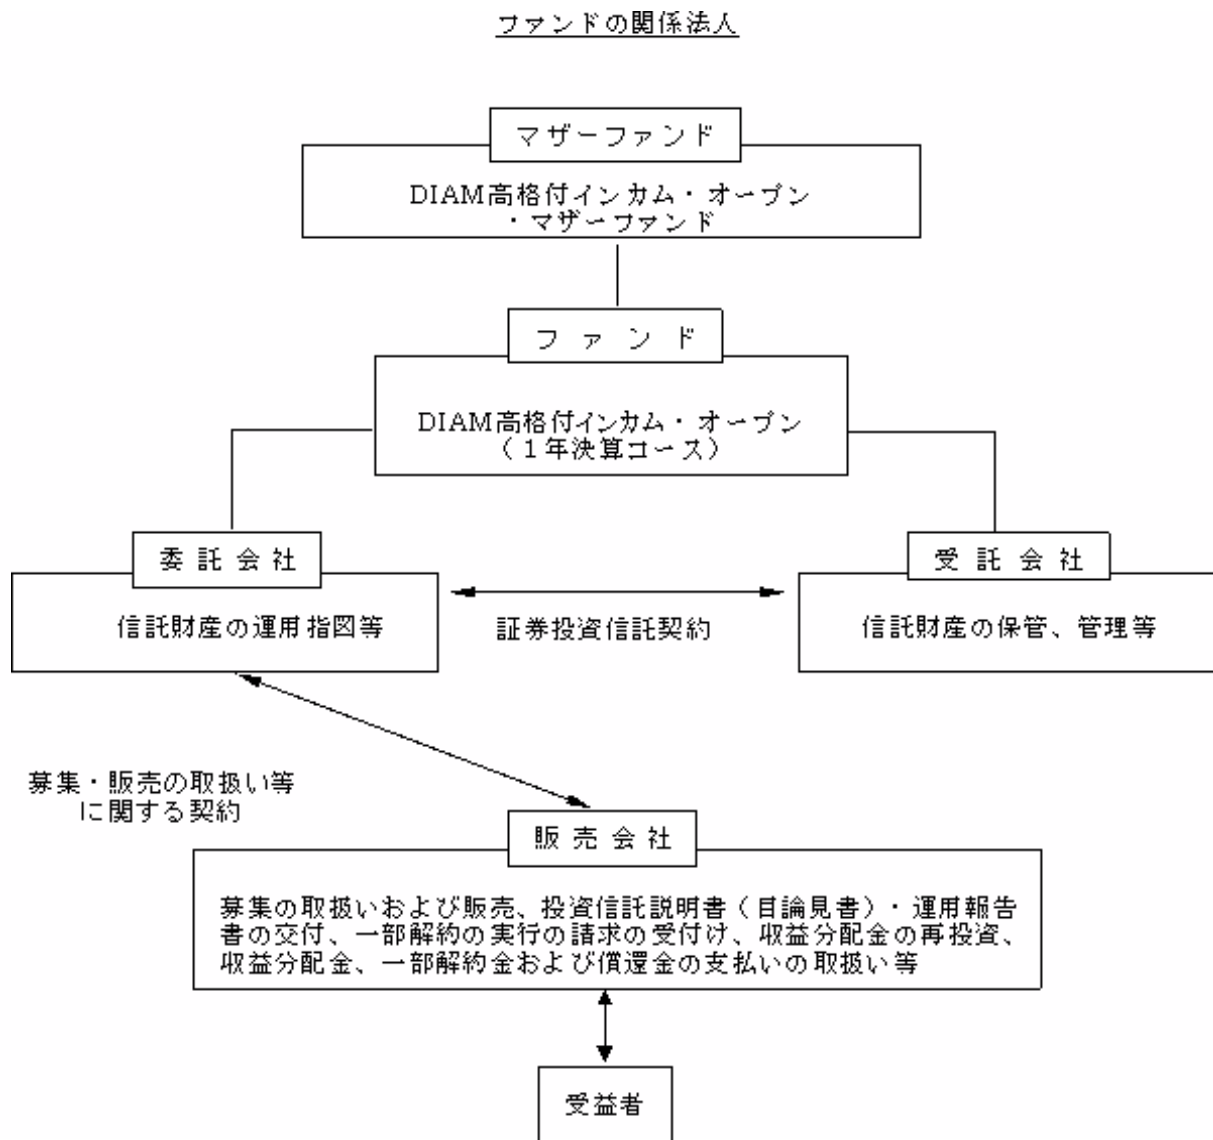 ファンドの関係法人
マザーファンド
DIAM高格付インカム・オープン
・マザーファンド
ファンド
DIAM高格付インカム・オープン
（１年決算コース）
委託会社
受託会社
信託財産の運用指図等
証券投資信託契約
信託財産の保管、管理等
募集・販売の取扱い等
に関する契約
販売会社
募集の取扱いおよび販売、投資信託説明書（目論見書）・運用報告
書の交付、一部解約の実行の請求の受付け、収益分配金の再投資、
収益分配金、一部解約金および償還金の支払いの取扱い等
受益者